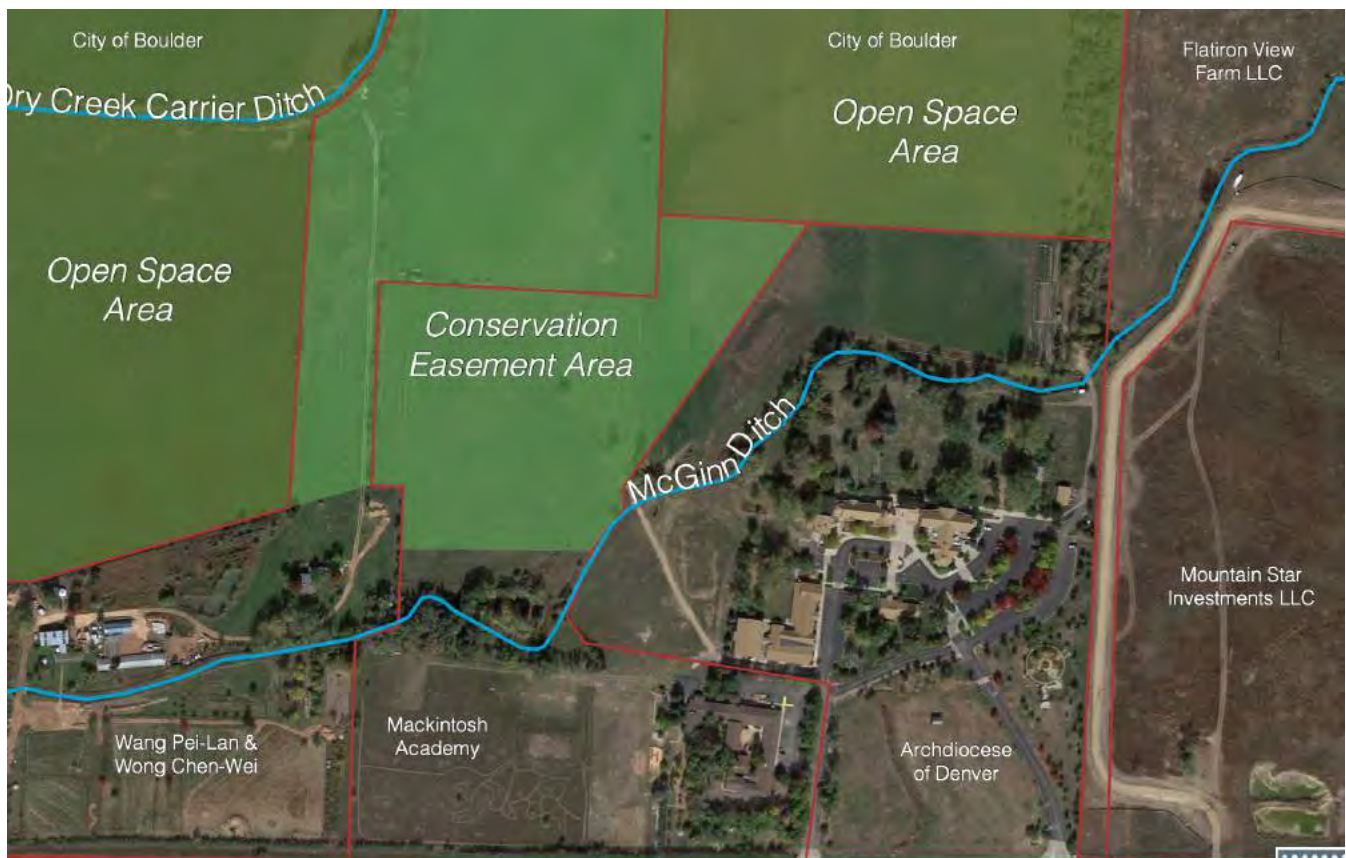 City of Boulder
City of Boulder
Flatiron View
Farm LLC
Dry Creek Carrier Ditch
Open Space
Area
Open Space
Area
Conservation
Easement Area
McGinn Ditch
Mountain Star
Investments LLC
Wang Pei-Lan &
Wong Chen-Wei
Mackintosh
Academy
Archdiocese
of Denver